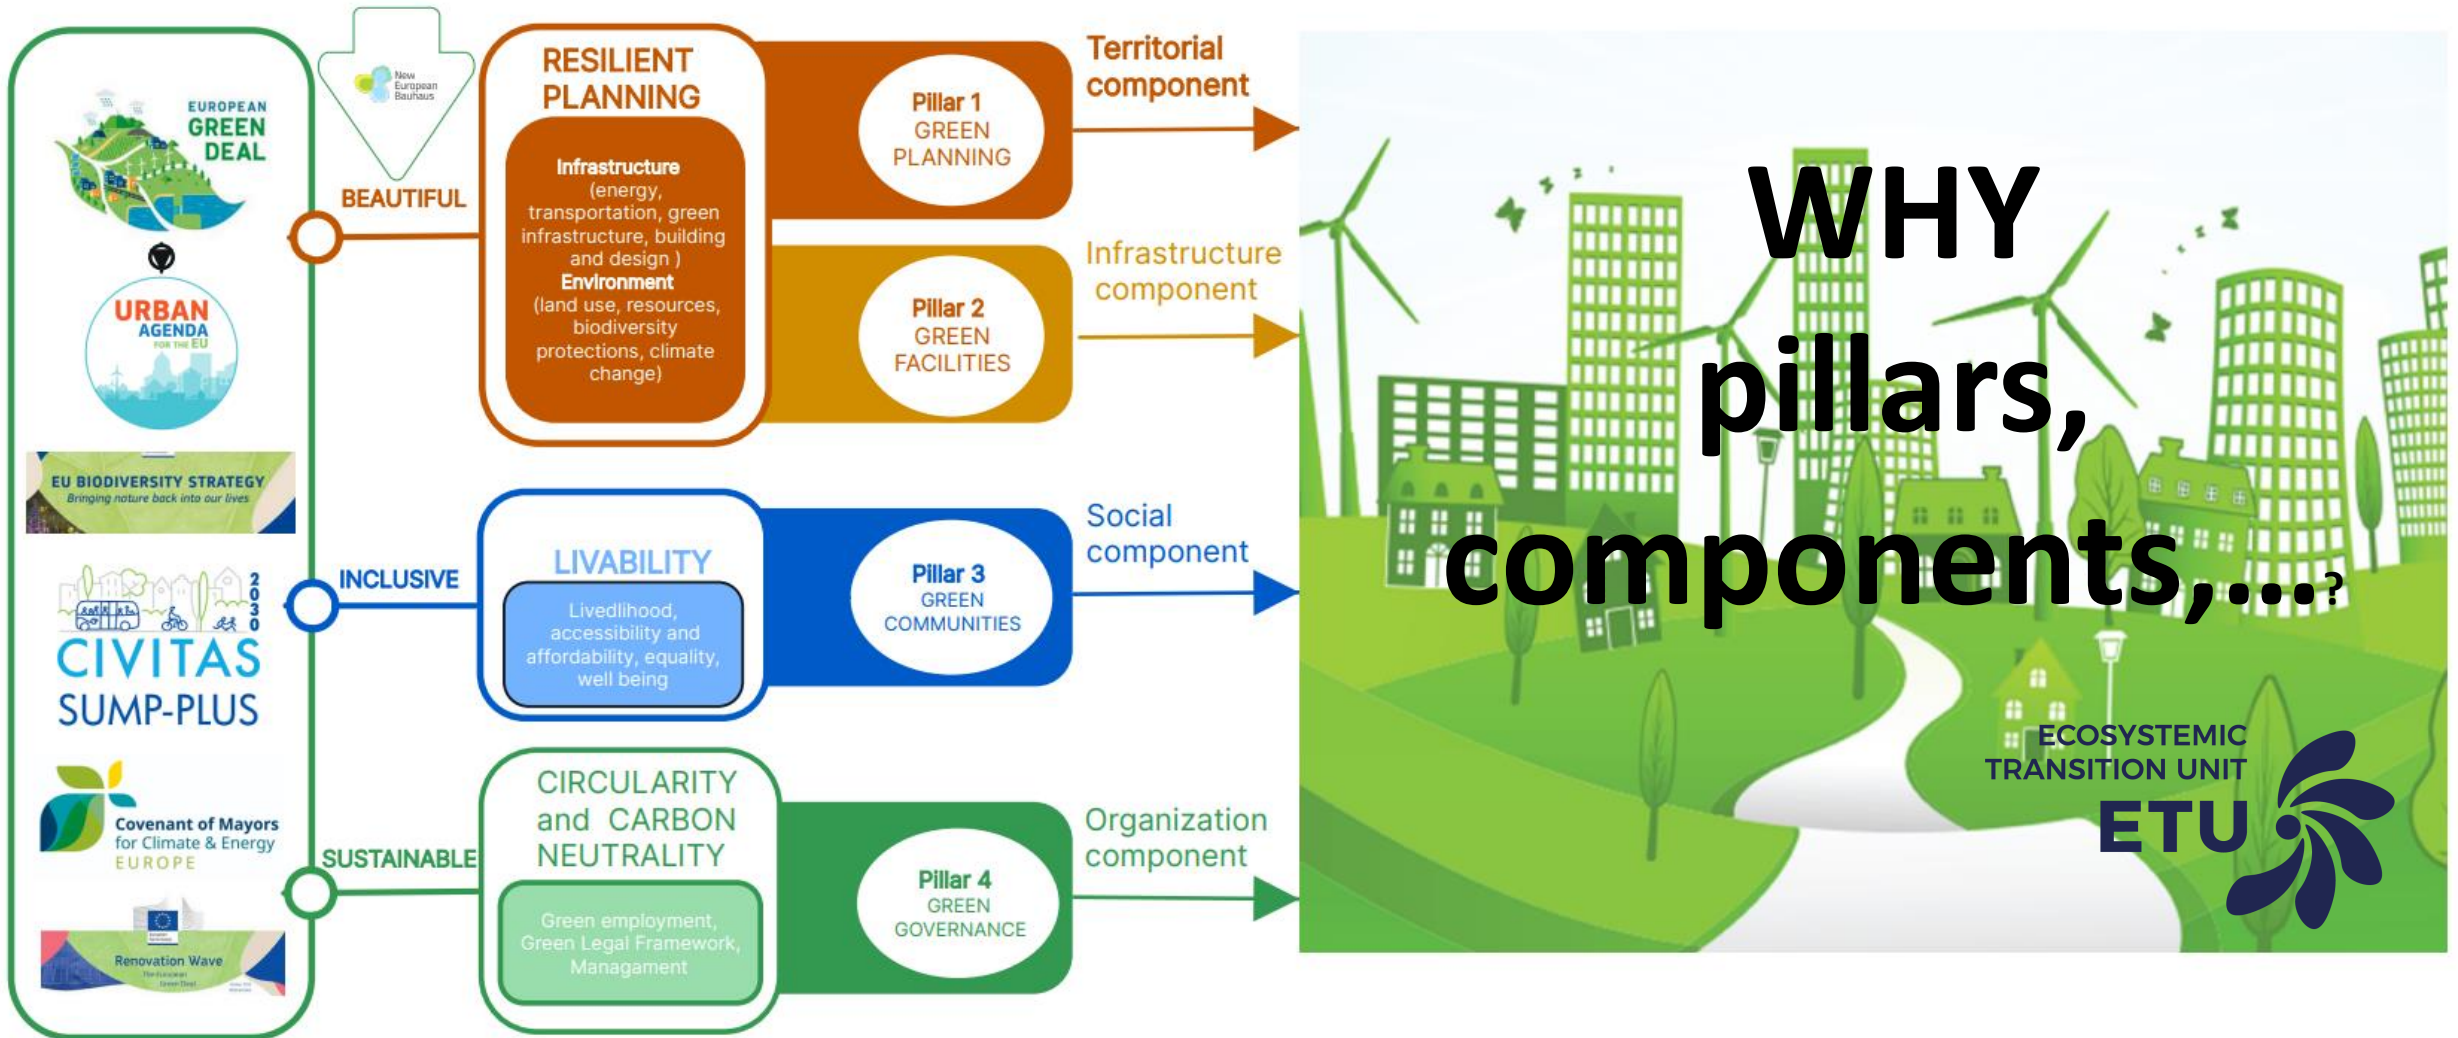 EUROPEAN
GREEN
DEAL
URBAN
AGENDA
FOR THE EU
EU BIODIVERSITY STRATEGY
Bringing nature back into our lives
2030
CIVITAS
SUMP-PLUS
Covenant of Mayors
for Climate & Energy
EUROPE
Renovation Wave
The European
Green Deal
New
European
Bauhaus
BEAUTIFUL
INCLUSIVE
SUSTAINABLE
RESILIENT
PLANNING
Infrastructure
(energy,
transportation, green
infrastructure, building
and design )
Environment
(land use, resources,
biodiversity
protections, climate
change)
Pillar 1
GREEN
PLANNING
Territorial
component
Pillar 2
GREEN
FACILITIES
Infrastructure
component
LIVABILITY
Livedlihood,
accessibility and
affordability, equality,
well being
Pillar 3
GREEN
COMMUNITIES
Social
component
CIRCULARITY
and CARBON
NEUTRALITY
Green employment,
Green Legal Framework,
Managament
Pillar 4
GREEN
GOVERNANCE
Organization
component
WHY
pillars,
components,...?
ECOSYSTEMIC
TRANSITION UNIT
ETU